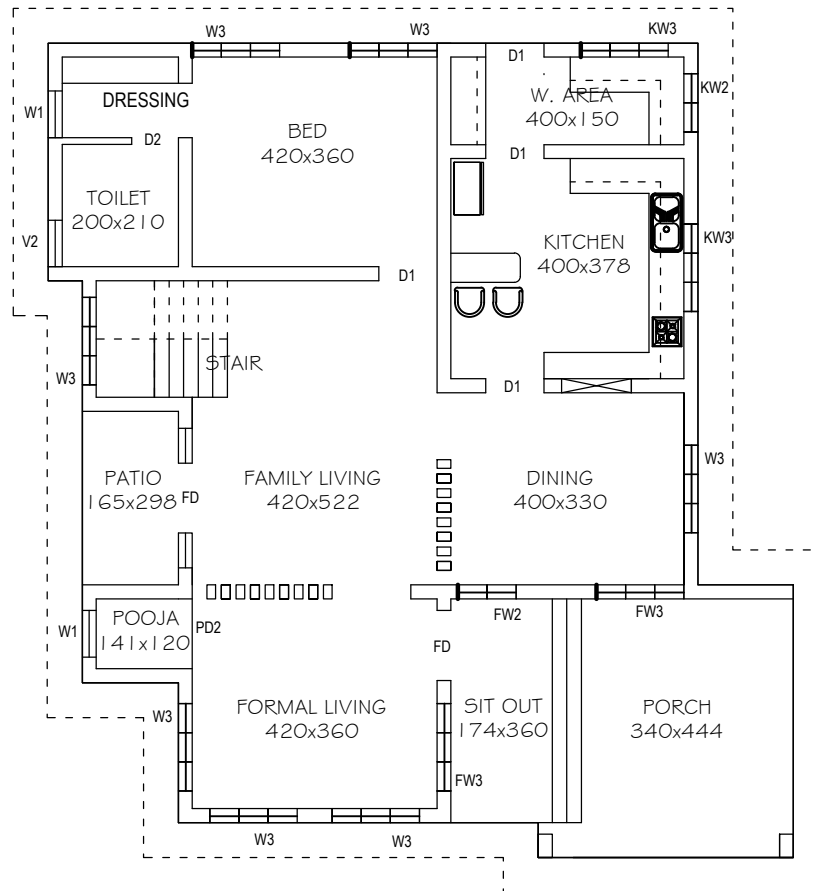 W3
W3
KW3
D1
W1
DRESSING
D2
BED
420x360
W. AREA
400x150
KW2
D1
TOILET
200x210
V2
KITCHEN
400x378
KW3
D1
W3
STAIR
D1
PATIO
165x298
FD
FAMILY LIVING
420x522
DINING
400x330
W3
POOJA
141x120
W1
PD2
FW2
FW3
FD
FORMAL LIVING
420x360
W3
SIT OUT
174x360
PORCH
340x444
FW3
W3
W3